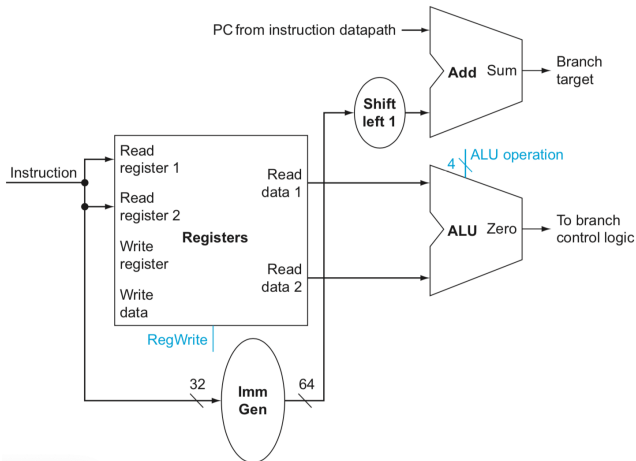 PC from instruction datapath
Add Sum
Branch
target
Shift
left 1
Instruction
Read
register 1
Read
register 2
Write
register
Write
data
Registers
Read
data 1
Read
data 2
RegWrite
4
ALU operation
ALU Zero
To branch
control logic
32
Imm
Gen
64